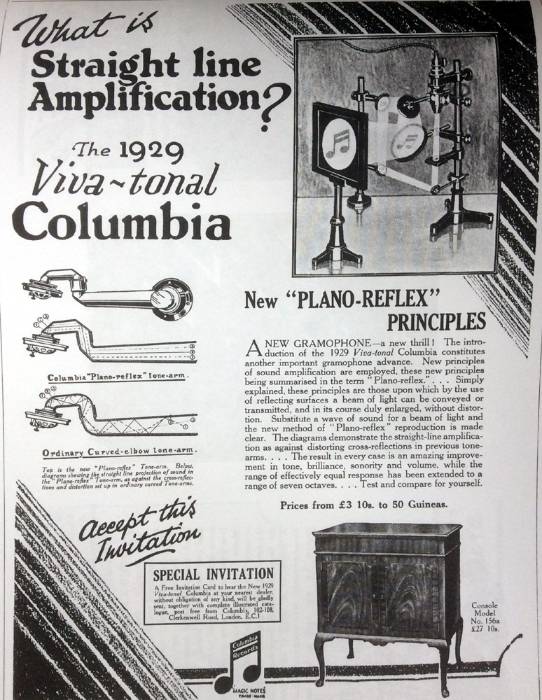 What is
Straight line
Amplification?
The 1929
Viva-tonal
Columbia
Columbia "Plano-reflex" tone-arm.
Ordinary Curved-elbow tone-arm.
Top is the new "Plano-reflex" Tone-arm. Below,
diagrams showing the straight line projection of sound in
the "Plano-reflex" Tone-arm, as against the cross-reflec-
tions and distortion set up in ordinary curved Tone-arms.
New "PLANO-REFLEX"
PRINCIPLES
A NEW GRAMOPHONE—a new thrill! The intro-
duction of the 1929 Viva-tonal Columbia constitutes
another important gramophone advance. New principles
of sound amplification are employed, these new principles
being summarised in the term "Plano-reflex." . . . Simply
explained, these principles are those upon which by the use
of reflecting surfaces a beam of light can be conveyed or
transmitted, and in its course duly enlarged, without distor-
tion. Substitute a wave of sound for a beam of light and
the new method of "Plano-reflex" reproduction is made
clear. The diagrams demonstrate the straight-line amplifica-
tion as against distorting cross-reflections in previous tone-
arms. . . . The result in every case is an amazing improve-
ment in tone, brilliance, sonority and volume, while the
range of effectively equal response has been extended to a
range of seven octaves. . . . Test and compare for yourself.
Prices from £3 10s. to 50 Guineas.
Accept this
Invitation
SPECIAL INVITATION
A Free Invitation Card to hear the New 1929
Viva-tonal Columbia at your nearest dealer,
without obligation of any kind, will be gladly
sent, together with complete illustrated cata-
logue, post free from Columbia, 102-108,
Clerkenwell Road, London, E.C.1
Columbia
Records
MAGIC NOTES
TRADE MARK
Console
Model
No. 156a
£27 10s.